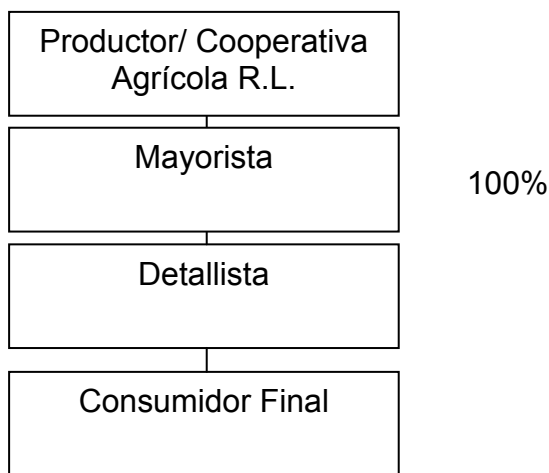 Productor/ Cooperativa
Agrícola R.L.
Mayorista
100%
Detallista
Consumidor Final